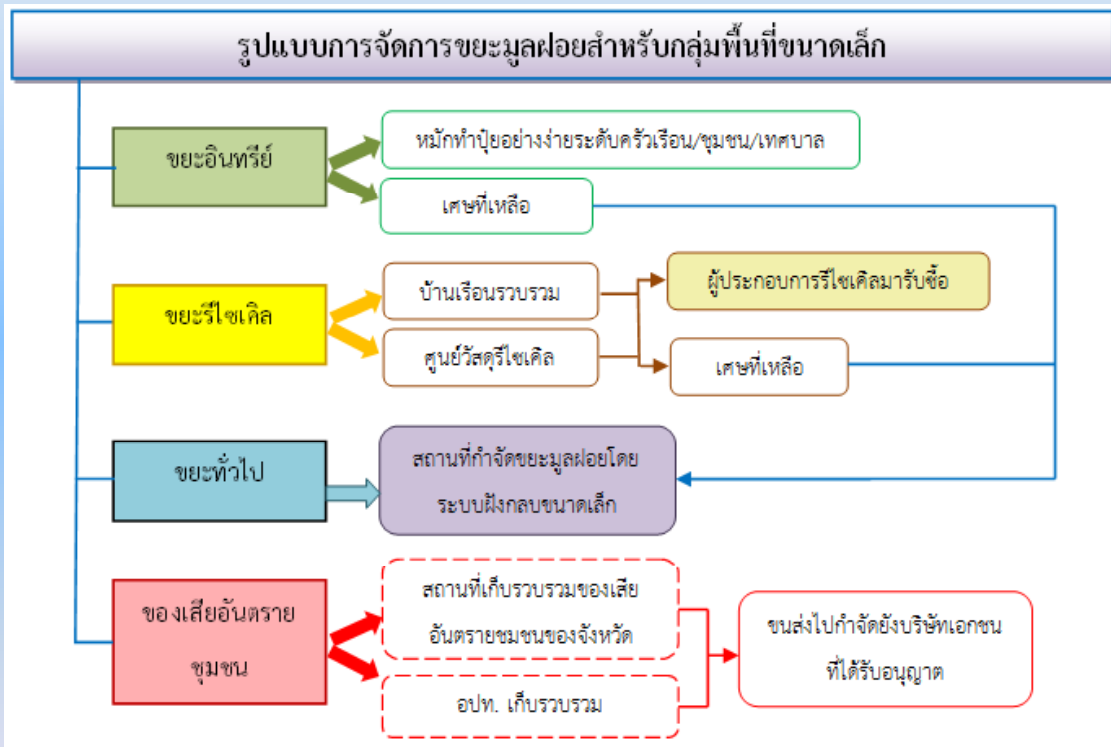 รูปแบบการจัดการขยะมูลฝอยสำหรับกลุ่มพื้นที่ขนาดเล็ก
ขยะอินทรีย์
หมักทำปุ๋ยอย่างง่ายระดับครัวเรือน/ชุมชน/เทศบาล
เศษที่เหลือ
ขยะรีไซเคิล
บ้านเรือนรวบรวม
ศูนย์วัสดุรีไซเคิล
ผู้ประกอบการรีไซเคิลมารับซื้อ
เศษที่เหลือ
ขยะทั่วไป
สถานที่กำจัดขยะมูลฝอยโดย
ระบบฝังกลบขนาดเล็ก
ของเสียอันตราย
ชุมชน
สถานที่เก็บรวบรวมของเสีย
อันตรายชมชนของจังหวัด
อปท. เก็บรวบรวม
ขนส่งไปกำจัดยังบริษัทเอกชน
ที่ได้รับอนุญาต